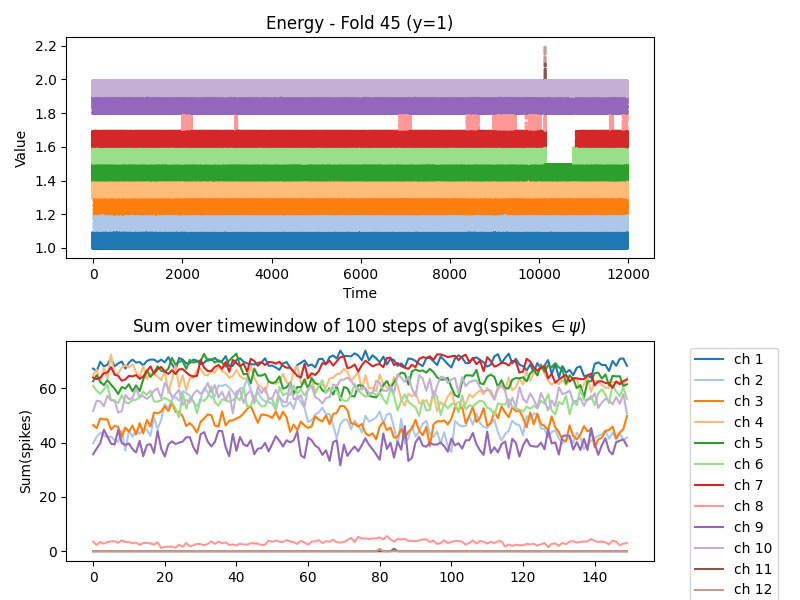 Energy - Fold 45 (y=1)
2.2
2.0
1.8
1.6
1.4
1.2
1.0
Value
0 2000 4000 6000 8000 10000 12000
Time
Sum over timewindow of 100 steps of avg(spikes ∈ ψ)
60
40
20
0
Sum(spikes)
0 20 40 60 80 100 120 140
ch 1
ch 2
ch 3
ch 4
ch 5
ch 6
ch 7
ch 8
ch 9
ch 10
ch 11
ch 12